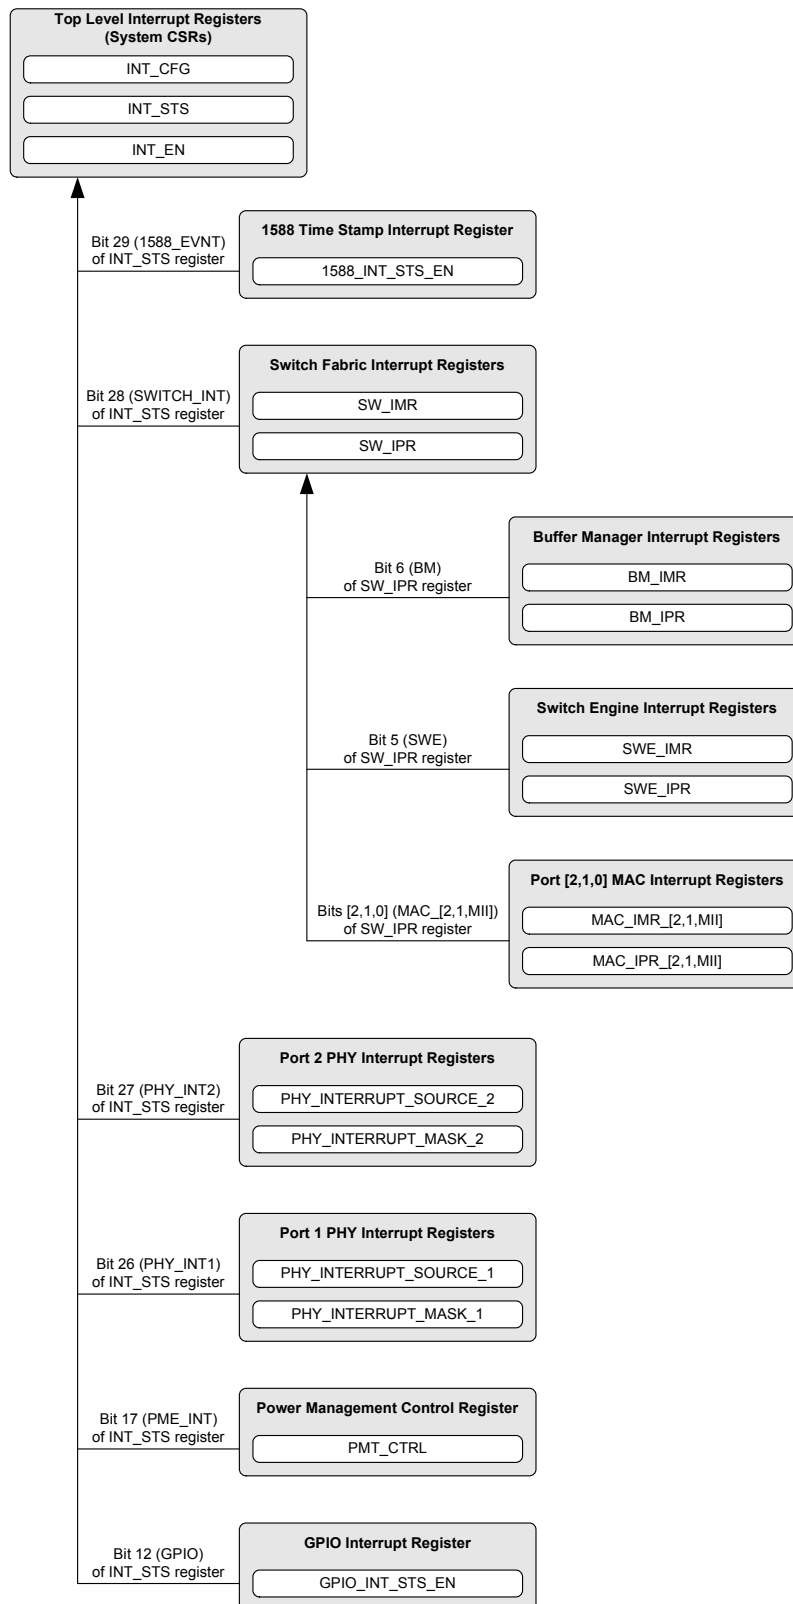 Top Level Interrupt Registers
(System CSRs)
INT_CFG
INT_STS
INT_EN
Bit 29 (1588_EVNT)
of INT_STS register
1588 Time Stamp Interrupt Register
1588_INT_STS_EN
Bit 28 (SWITCH_INT)
of INT_STS register
Switch Fabric Interrupt Registers
SW_IMR
SW_IPR
Bit 6 (BM)
of SW_IPR register
Buffer Manager Interrupt Registers
BM_IMR
BM_IPR
Bit 5 (SWE)
of SW_IPR register
Switch Engine Interrupt Registers
SWE_IMR
SWE_IPR
Bits [2,1,0] (MAC_[2,1,MII])
of SW_IPR register
Port [2,1,0] MAC Interrupt Registers
MAC_IMR_[2,1,MII]
MAC_IPR_[2,1,MII]
Bit 27 (PHY_INT2)
of INT_STS register
Port 2 PHY Interrupt Registers
PHY_INTERRUPT_SOURCE_2
PHY_INTERRUPT_MASK_2
Bit 26 (PHY_INT1)
of INT_STS register
Port 1 PHY Interrupt Registers
PHY_INTERRUPT_SOURCE_1
PHY_INTERRUPT_MASK_1
Bit 17 (PME_INT)
of INT_STS register
Power Management Control Register
PMT_CTRL
Bit 12 (GPIO)
of INT_STS register
GPIO Interrupt Register
GPIO_INT_STS_EN